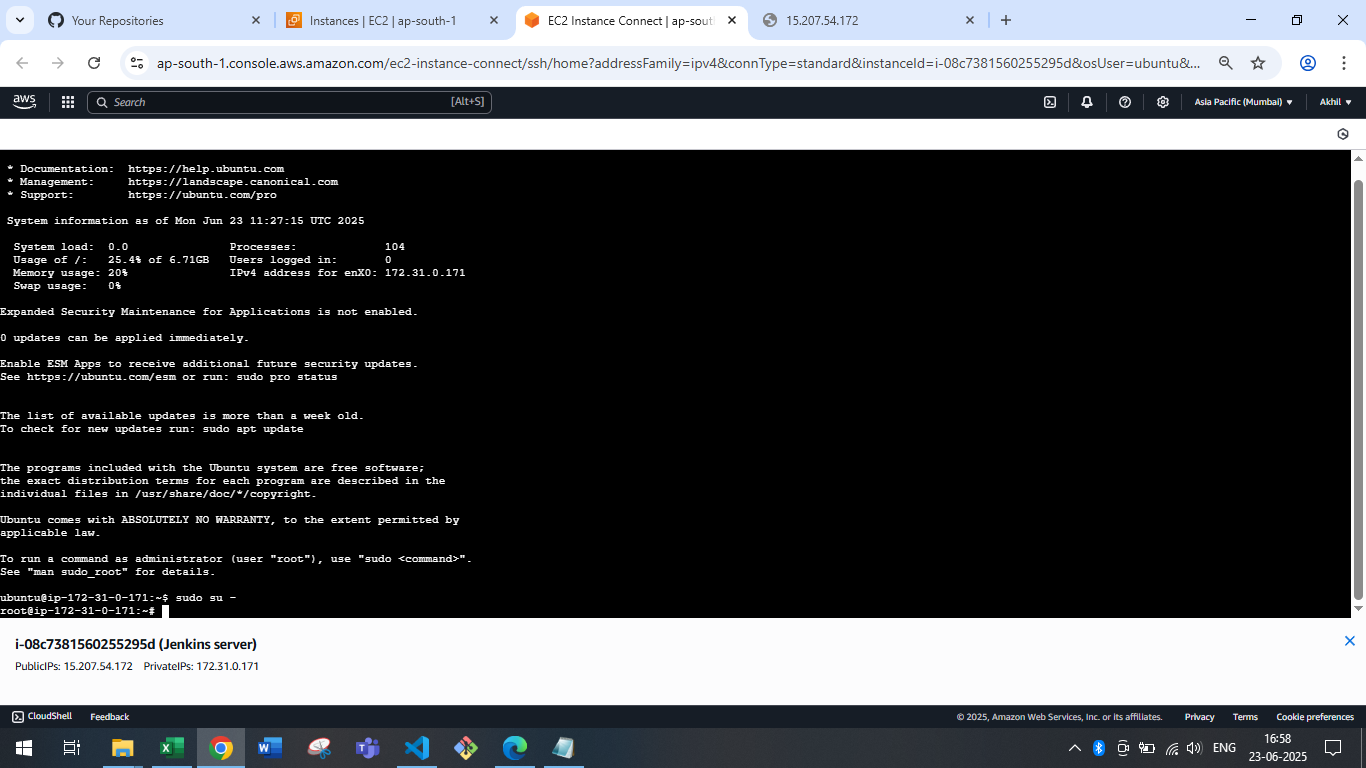 Your Repositories
Instances | EC2 | ap-south-1
EC2 Instance Connect | ap-sout
15.207.54.172
ap-south-1.console.aws.amazon.com/ec2-instance-connect/ssh/home?addressFamily=ipv4&connType=standard&instanceId=i-08c7381560255295d&osUser=ubuntu&...
aws
Search
[Alt+S]
Asia Pacific (Mumbai)
Akhil
* Documentation: https://help.ubuntu.com
* Management: https://landscape.canonical.com
* Support: https://ubuntu.com/pro
System information as of Mon Jun 23 11:27:15 UTC 2025
System load: 0.0 Processes: 104
Usage of /: 25.4% of 6.71GB Users logged in: 0
Memory usage: 20% IPv4 address for enX0: 172.31.0.171
Swap usage: 0%
Expanded Security Maintenance for Applications is not enabled.
0 updates can be applied immediately.
Enable ESM Apps to receive additional future security updates.
See https://ubuntu.com/esm or run: sudo pro status
The list of available updates is more than a week old.
To check for new updates run: sudo apt update
The programs included with the Ubuntu system are free software;
the exact distribution terms for each program are described in the
individual files in /usr/share/doc/*/copyright.
Ubuntu comes with ABSOLUTELY NO WARRANTY, to the extent permitted by
applicable law.
To run a command as administrator (user "root"), use "sudo <command>".
See "man sudo_root" for details.
ubuntu@ip-172-31-0-171:~$ sudo su -
root@ip-172-31-0-171:~#
i-08c7381560255295d (Jenkins server)
PublicIPs: 15.207.54.172 PrivateIPs: 172.31.0.171
CloudShell
Feedback
© 2025, Amazon Web Services, Inc. or its affiliates.
Privacy
Terms
Cookie preferences
ENG
16:58
23-06-2025